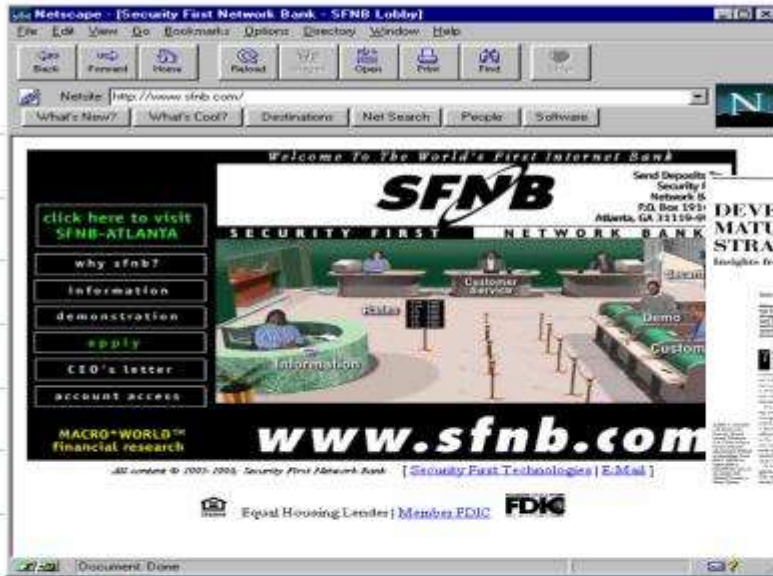 Netscape - [Security First Network Bank - SFNB Lobby]
File Edit View Go Bookmarks Options Directory Window Help
Back Forward Home Reload Open Print Find
Netsite: http://www.sfnb.com/
What's New? What's Cool? Destinations Net Search People Software
N
Welcome To The World's First Internet Bank
SFNB
Send Deposits
Security
Network
P.O. Box
Atlanta, GA
SECURITY FIRST NETWORK BANK
click here to visit
SFNB-ATLANTA
why sfnb?
information
demonstration
apply
CEO's letter
account access
MACRO*WORLD™
financial research
Rates
Customer
Service
Demo
Information
Custom
www.sfnb.com
All content © Security First Network Bank [Security First Technologies | E-Mail]
Equal Housing Lender | Member FDIC FDIC
Document: Done
DEVE
MATU
STRA
Insights